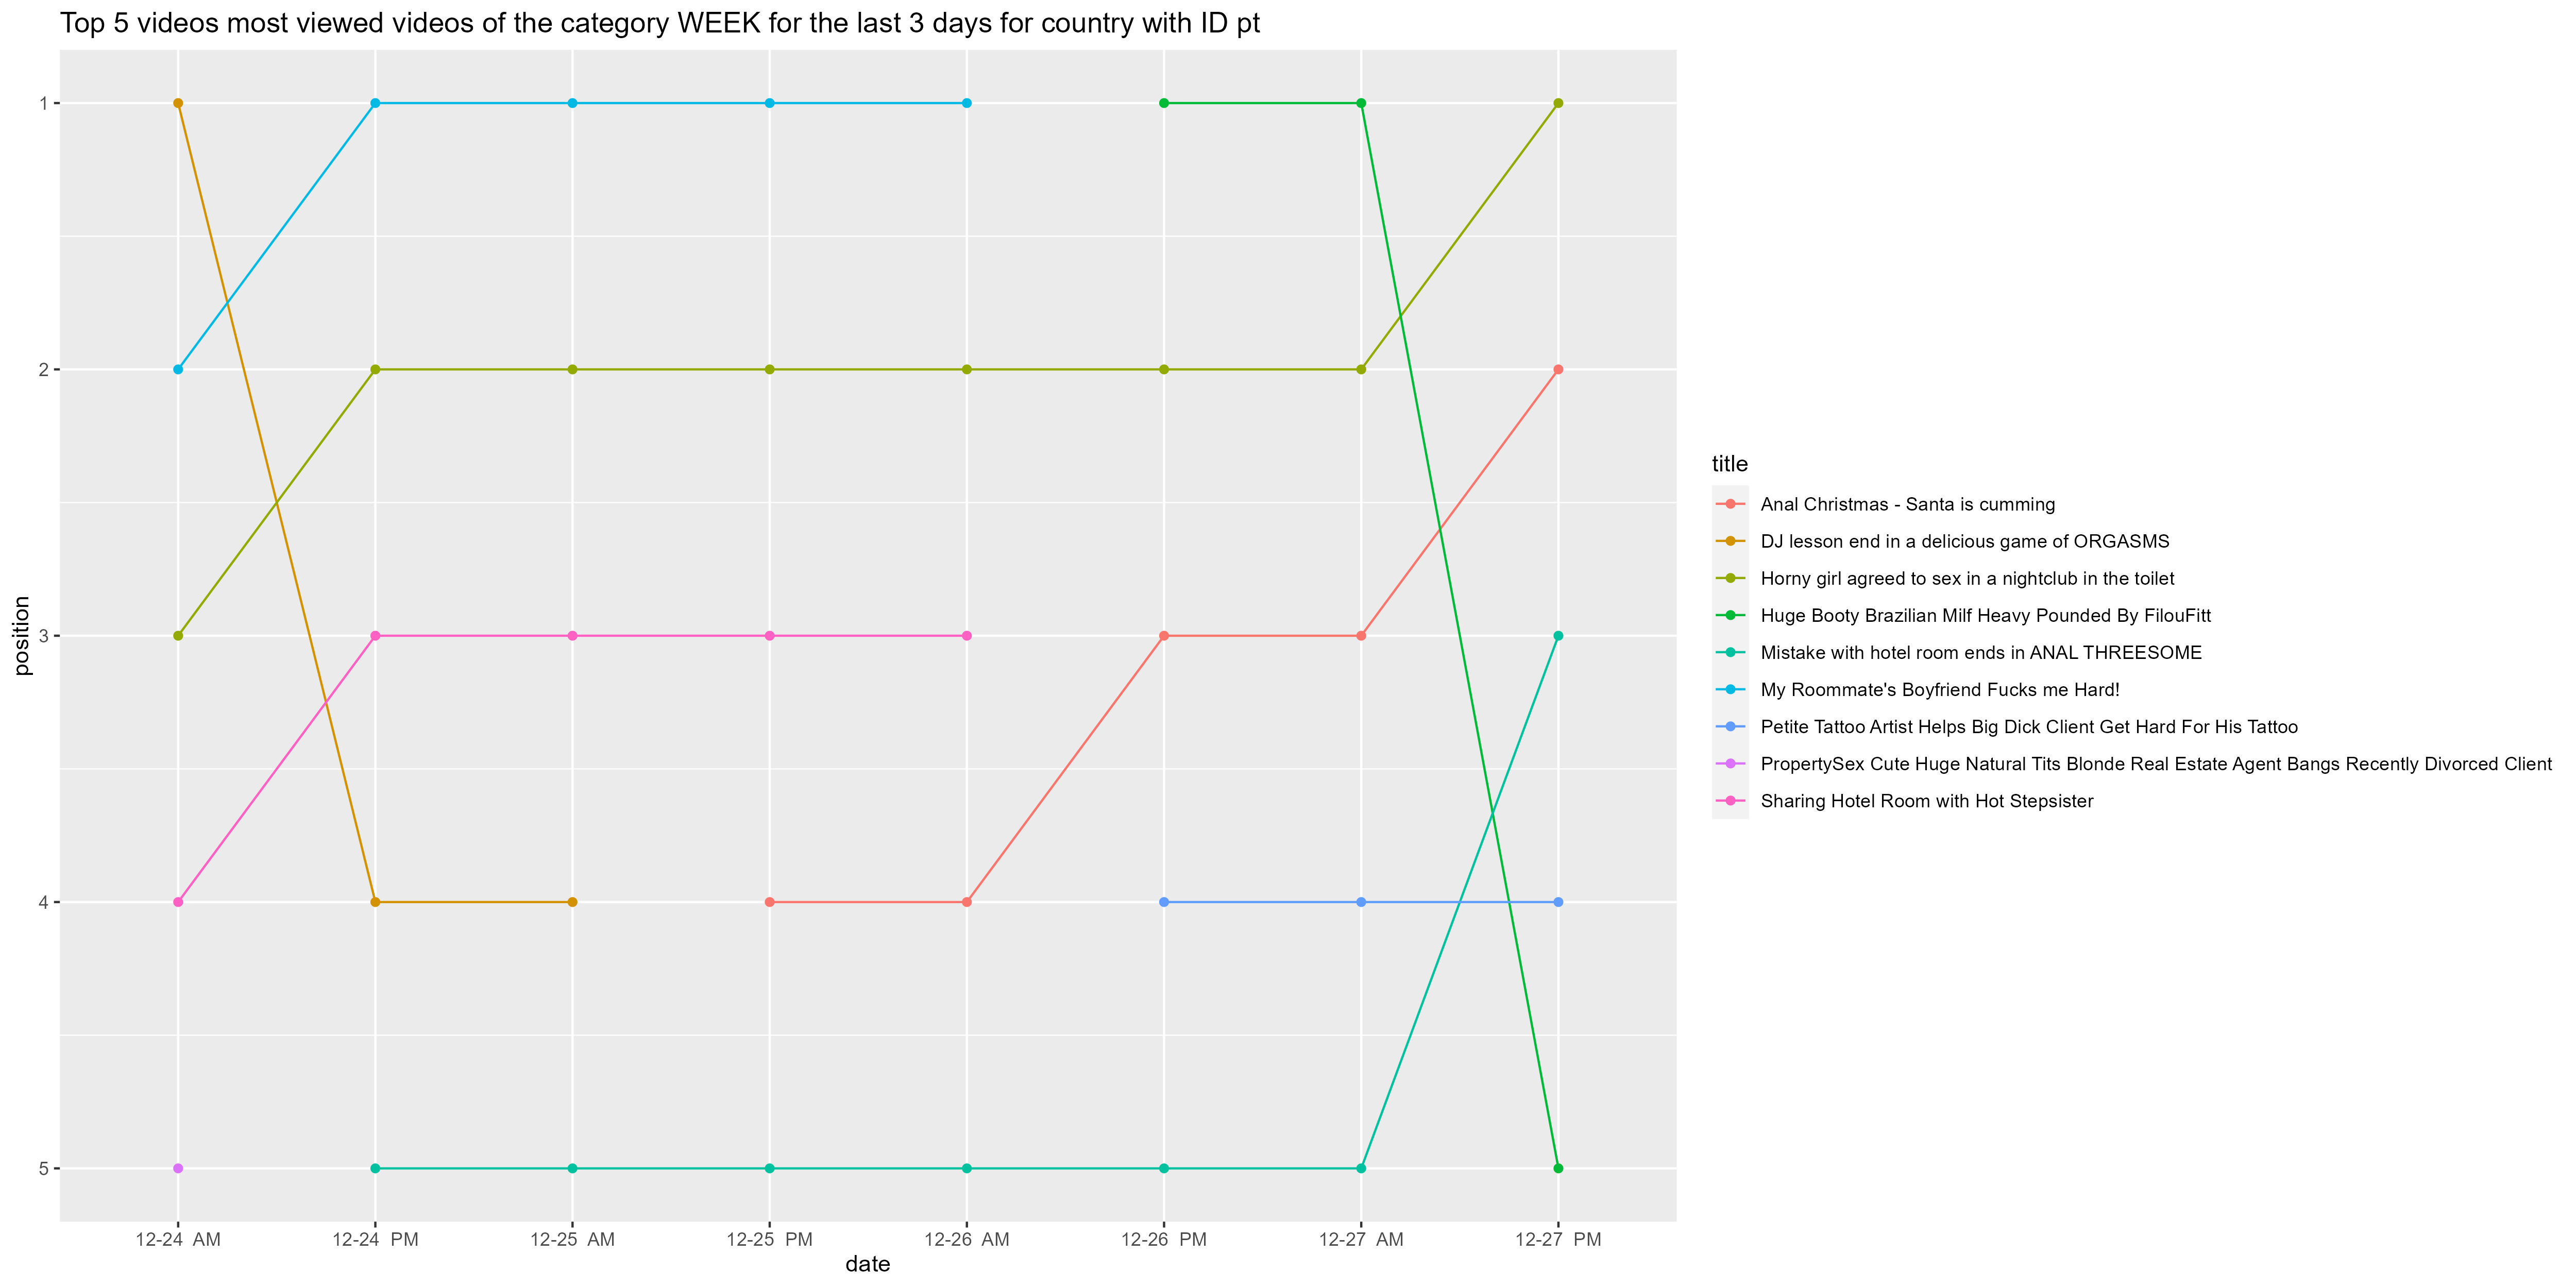 Top 5 videos most viewed videos of the category WEEK for the last 3 days for country with ID pt
position
1
2
3
4
5
12-24 AM
12-24 PM
12-25 AM
12-25 PM
12-26 AM
12-26 PM
12-27 AM
12-27 PM
date
title
Anal Christmas - Santa is cumming
DJ lesson end in a delicious game of ORGASMS
Horny girl agreed to sex in a nightclub in the toilet
Huge Booty Brazilian Milf Heavy Pounded By FilouFitt
Mistake with hotel room ends in ANAL THREESOME
My Roommate's Boyfriend Fucks me Hard!
Petite Tattoo Artist Helps Big Dick Client Get Hard For His Tattoo
PropertySex Cute Huge Natural Tits Blonde Real Estate Agent Bangs Recently Divorced Client
Sharing Hotel Room with Hot Stepsister